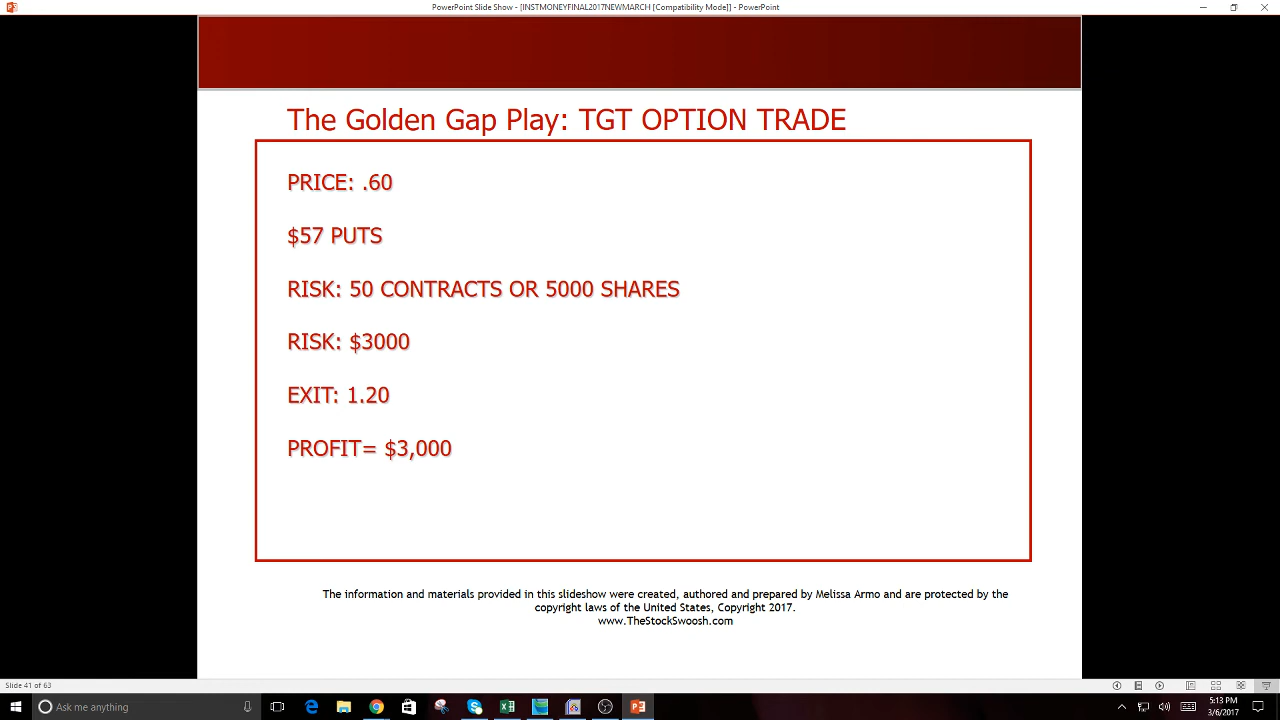 PowerPoint Slide Show - [INSTMONEYFINAL2017NEWMARCH [Compatibility Mode]] - PowerPoint
The Golden Gap Play: TGT OPTION TRADE
PRICE: .60
$57 PUTS
RISK: 50 CONTRACTS OR 5000 SHARES
RISK: $3000
EXIT: 1.20
PROFIT= $3,000
The information and materials provided in this slideshow were created, authored and prepared by Melissa Armo and are protected by the
copyright laws of the United States, Copyright 2017.
www.TheStockSwoosh.com
Slide 41 of 63
Ask me anything
5:13 PM
3/6/2017